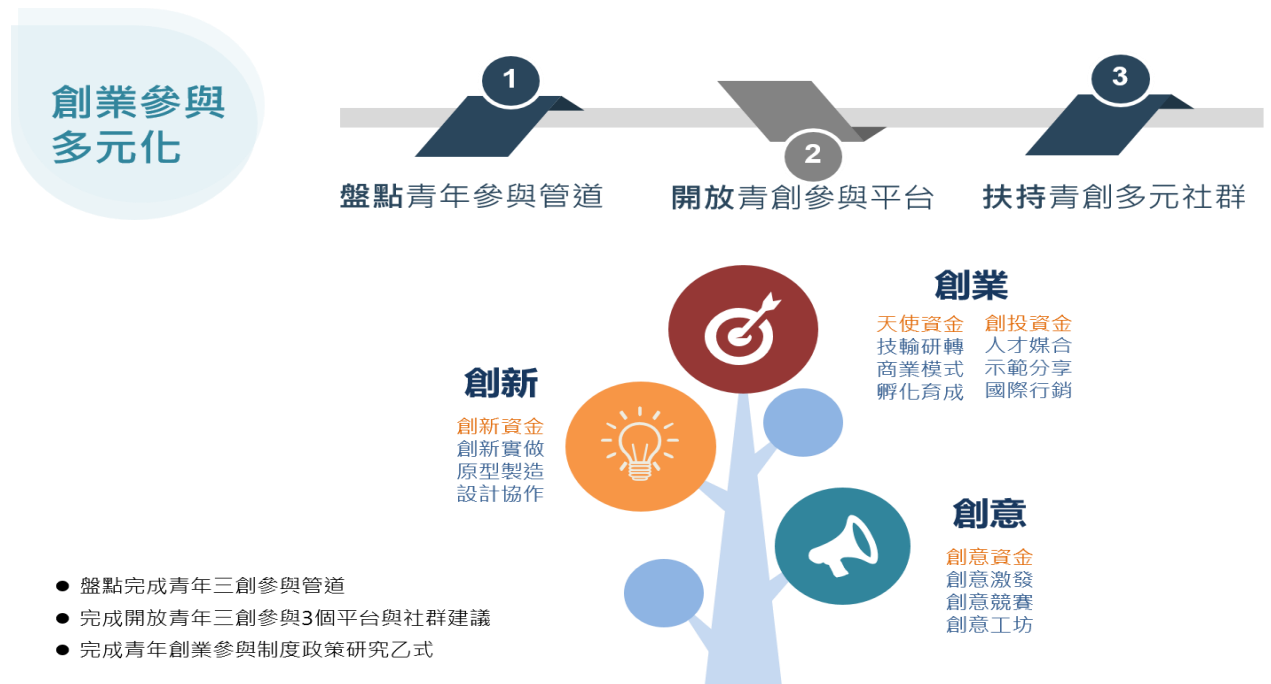 創業參與
多元化
1
2
3
盤點青年參與管道
開放青創參與平台
扶持青創多元社群
創業
天使資金
技輸研轉
商業模式
孵化育成
創投資金
人才媒合
示範分享
國際行銷
創新
創新資金
創新實做
原型製造
設計協作
創意
創意資金
創意激發
創意競賽
創意工坊
● 盤點完成青年三創參與管道
● 完成開放青年三創參與3個平台與社群建議
● 完成青年創業參與制度政策研究乙式